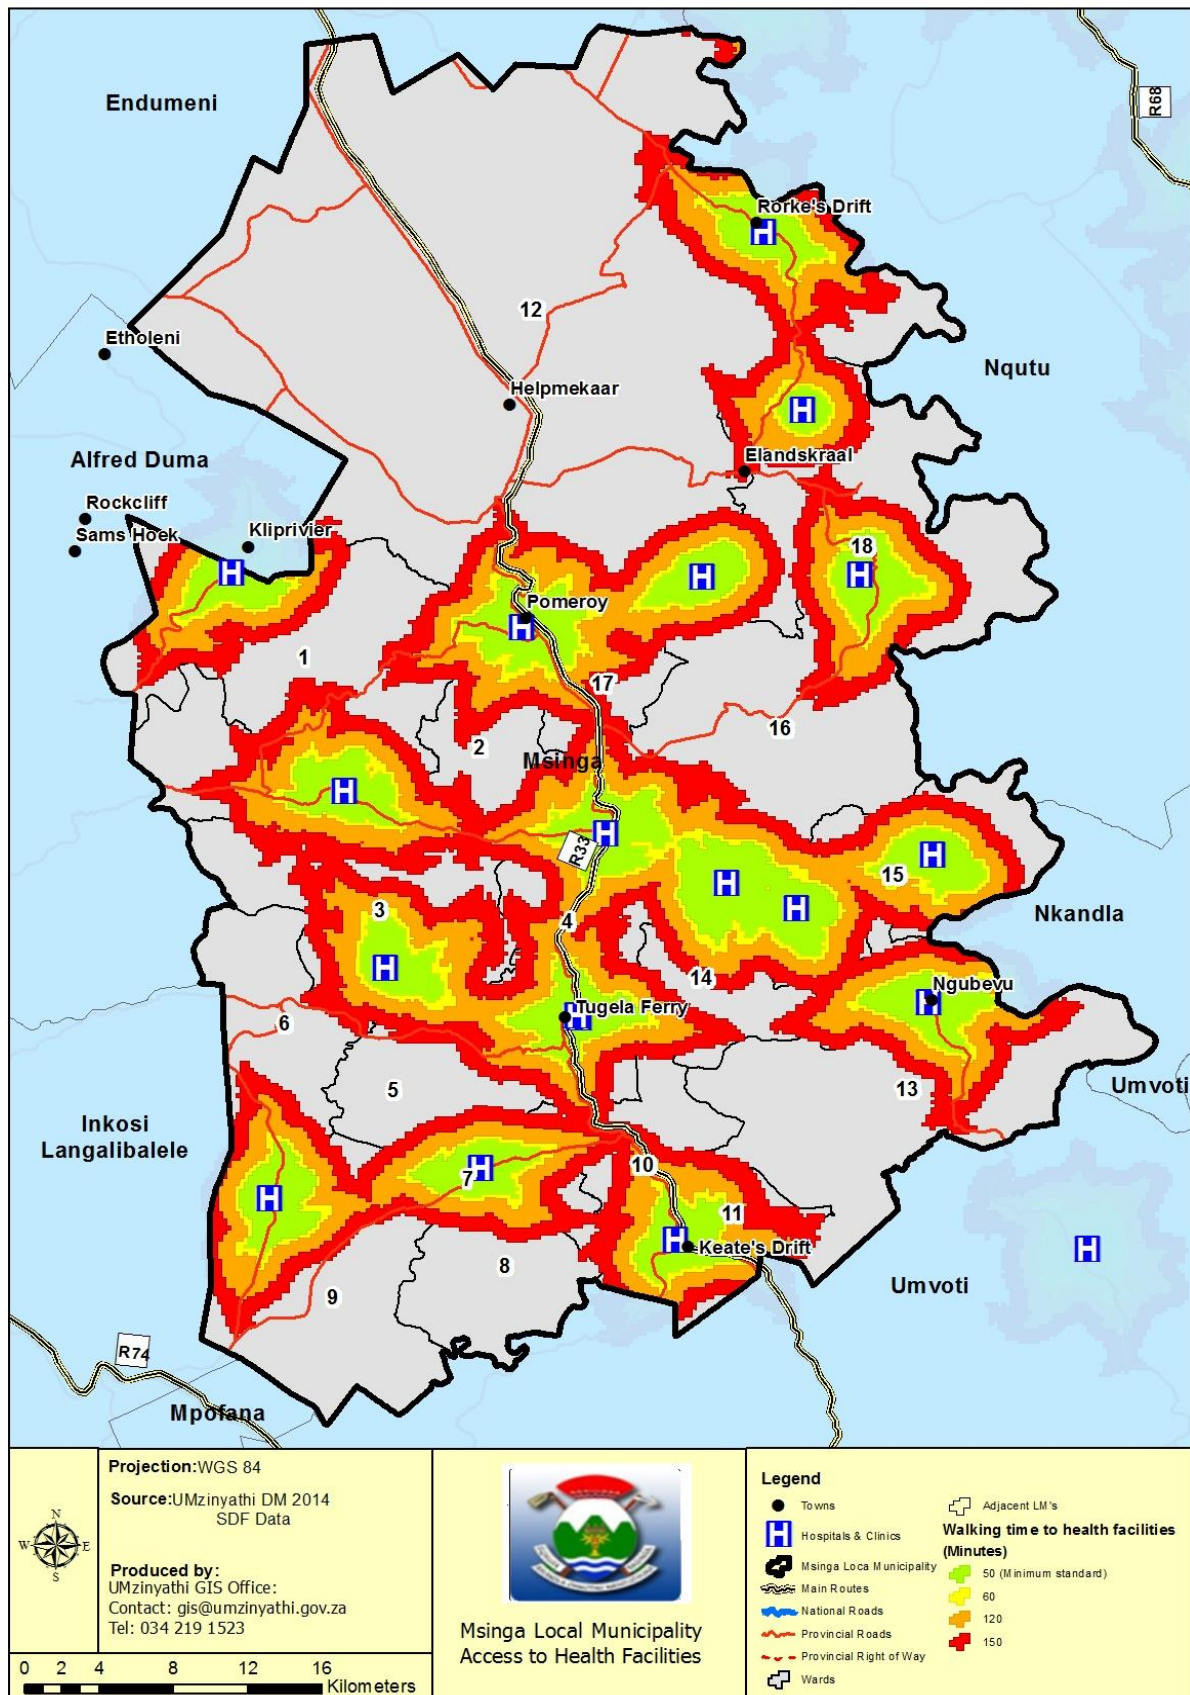 Endumeni
R68
Rorke's Drift
12
Etholeni
Nqutu
Helpmekaar
Alfred Duma
Elandskraal
Rockcliff
Sams Hoek
Kliprivier
H
18
Pomeroy
1
17
16
2
Msinga
R33
15
3
4
Nkandla
14
Ngubevu
Tugela Ferry
6
5
13
Umvoti
Inkosi
Langalibalele
10
7
11
Keate's Drift
8
Umvoti
9
R74
Mpofana
N
W
E
S
Projection:WGS 84
Source:UMzinyathi DM 2014
SDF Data
Produced by:
UMzinyathi GIS Office:
Contact: gis@umzinyathi.gov.za
Tel: 034 219 1523
0 2 4 8 12 16
Kilometers
Msinga Local Municipality
Access to Health Facilities
Legend
Towns
Hospitals & Clinics
Msinga Loca Municipality
Main Routes
National Roads
Provincial Roads
Provincial Right of Way
Wards
Adjacent LM's
Walking time to health facilities
(Minutes)
50 (Minimum standard)
60
120
150